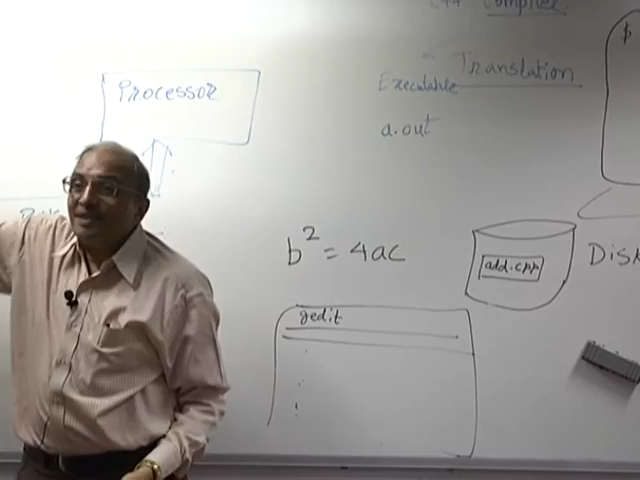 C++ Compiler
Processor
Translation
Executable
a.out
b² = 4ac
add.cpp
Disk
gedit
$